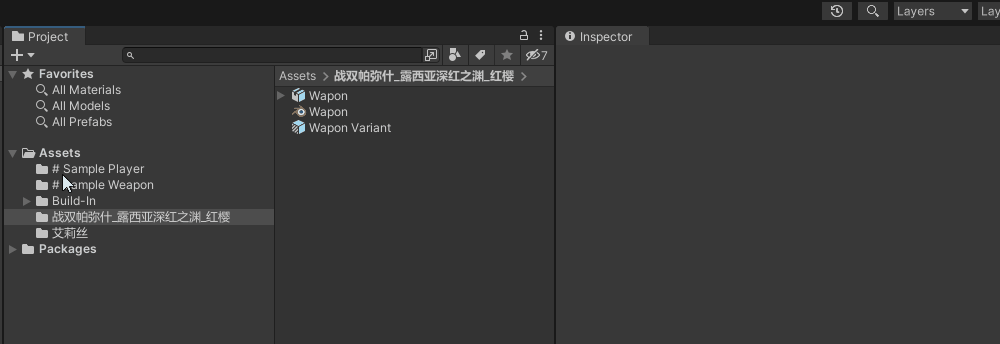 Layers
Lay
Project
Inspector
7
Favorites
All Materials
All Models
All Prefabs
Assets
# Sample Player
# Sample Weapon
Build-In
战双帕弥什_露西亚深红之渊_红樱
艾莉丝
Packages
Assets > 战双帕弥什_露西亚深红之渊_红樱 >
Wapon
Wapon
Wapon Variant